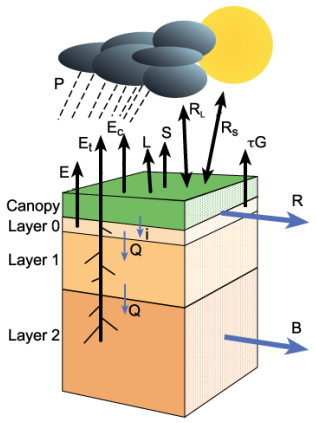 P
R_L
R_s
E_c
L
S
E_t
τG
E
Canopy
R
Layer 0
i
Q
Layer 1
Q
Layer 2
B